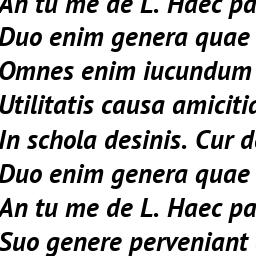 An tu me de L. Haec pa
Duo enim genera quae
Omnes enim iucundum
Utilitatis causa amicitia
In schola desinis. Cur d
Duo enim genera quae
An tu me de L. Haec pa
Suo genere perveniant